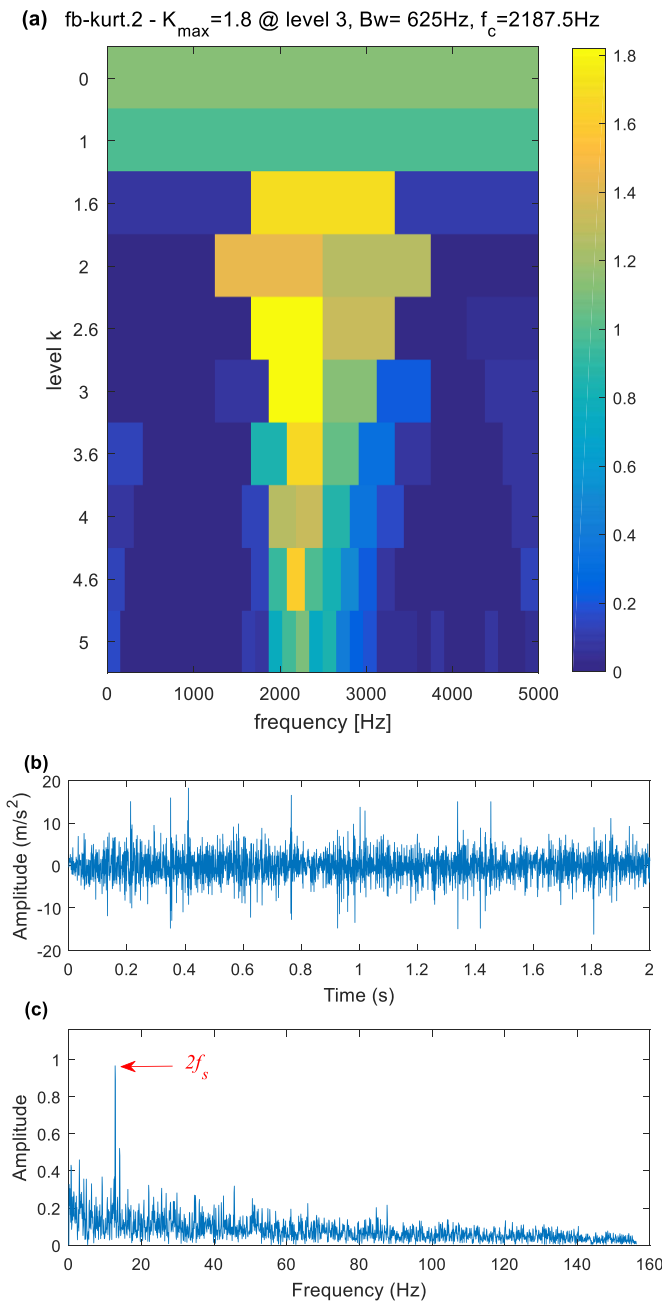 (a) fb-kurt.2 - K_max=1.8 @ level 3, Bw= 625Hz, f_c=2187.5Hz
0
1
1.6
2
2.6
3
3.6
4
4.6
5
level k
0 1000 2000 3000 4000 5000
frequency [Hz]
1.8
1.6
1.4
1.2
1
0.8
0.6
0.4
0.2
0
(b)
20
10
0
-10
-20
Amplitude (m/s²)
0 0.2 0.4 0.6 0.8 1 1.2 1.4 1.6 1.8 2
Time (s)
(c)
2f_s
1
0.8
0.6
0.4
0.2
0
Amplitude
0 20 40 60 80 100 120 140 160
Frequency (Hz)